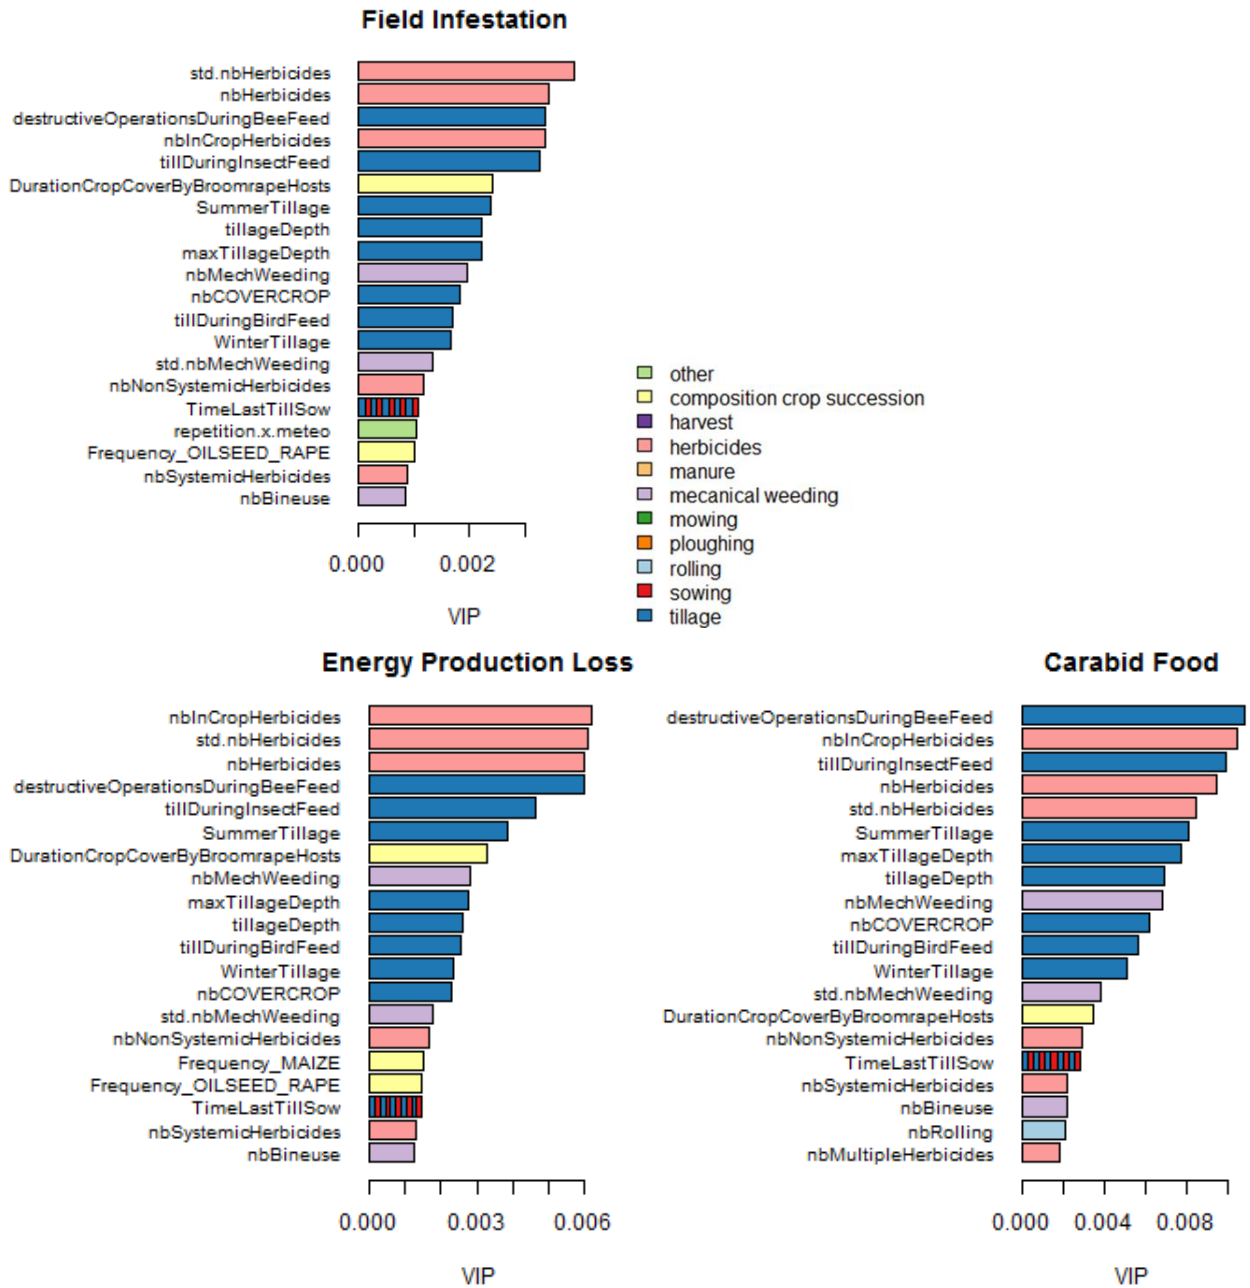 Field Infestation
std.nbHerbicides
nbHerbicides
destructiveOperationsDuringBeeFeed
nbInCropHerbicides
tillDuringInsectFeed
DurationCropCoverByBroomrapeHosts
SummerTillage
tillageDepth
maxTillageDepth
nbMechWeeding
nbCOVERCROP
tillDuringBirdFeed
WinterTillage
std.nbMechWeeding
nbNonSystemicHerbicides
TimeLastTillSow
repetition.x.meteo
Frequency_OILSEED_RAPE
nbSystemicHerbicides
nbBineuse
0.000 0.002
VIP
other
composition crop succession
harvest
herbicides
manure
mecanical weeding
mowing
ploughing
rolling
sowing
tillage
Energy Production Loss
nbInCropHerbicides
std.nbHerbicides
nbHerbicides
destructiveOperationsDuringBeeFeed
tillDuringInsectFeed
SummerTillage
DurationCropCoverByBroomrapeHosts
nbMechWeeding
maxTillageDepth
tillageDepth
tillDuringBirdFeed
WinterTillage
nbCOVERCROP
std.nbMechWeeding
nbNonSystemicHerbicides
Frequency_MAIZE
Frequency_OILSEED_RAPE
TimeLastTillSow
nbSystemicHerbicides
nbBineuse
0.000 0.003 0.006
VIP
Carabid Food
destructiveOperationsDuringBeeFeed
nbInCropHerbicides
tillDuringInsectFeed
nbHerbicides
std.nbHerbicides
SummerTillage
maxTillageDepth
tillageDepth
nbMechWeeding
nbCOVERCROP
tillDuringBirdFeed
WinterTillage
std.nbMechWeeding
DurationCropCoverByBroomrapeHosts
nbNonSystemicHerbicides
TimeLastTillSow
nbSystemicHerbicides
nbBineuse
nbRolling
nbMultipleHerbicides
0.000 0.004 0.008
VIP